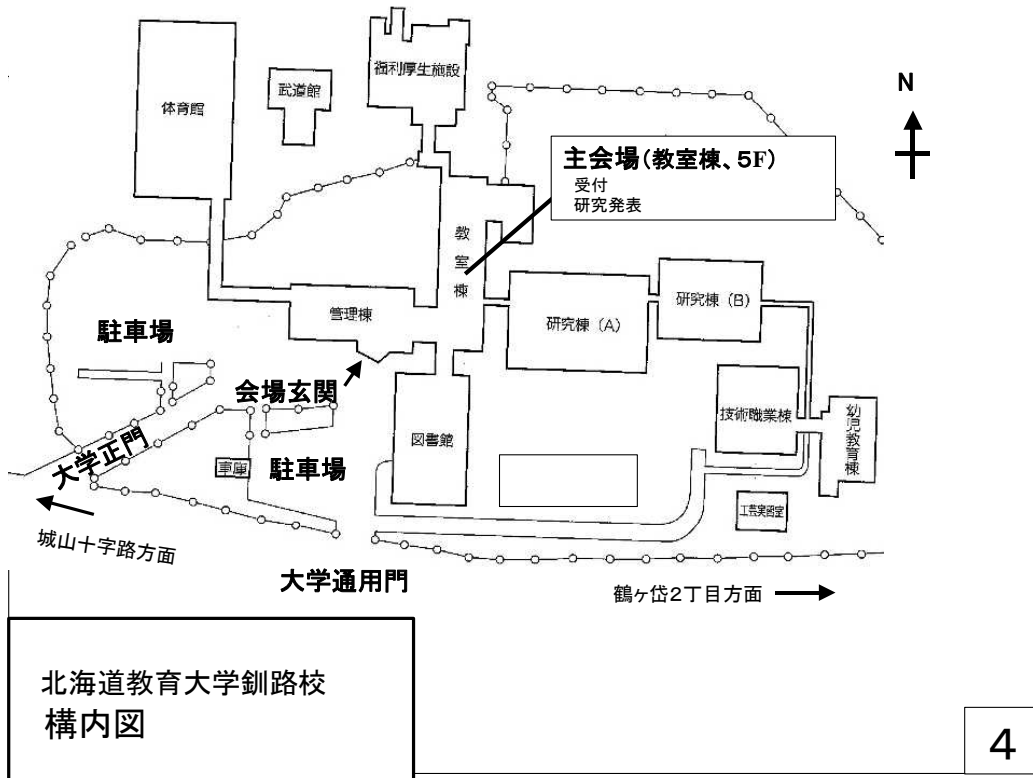 体育館
武道館
福利厚生施設
N
主会場(教室棟、5F)
受付
研究発表
教室棟
管理棟
研究棟(A)
研究棟(B)
駐車場
会場玄関
技術職業棟
幼児教育棟
図書館
大学正門
車庫
駐車場
工芸実習室
城山十字路方面
大学通用門
鶴ヶ岱2丁目方面
北海道教育大学釧路校
構内図
4